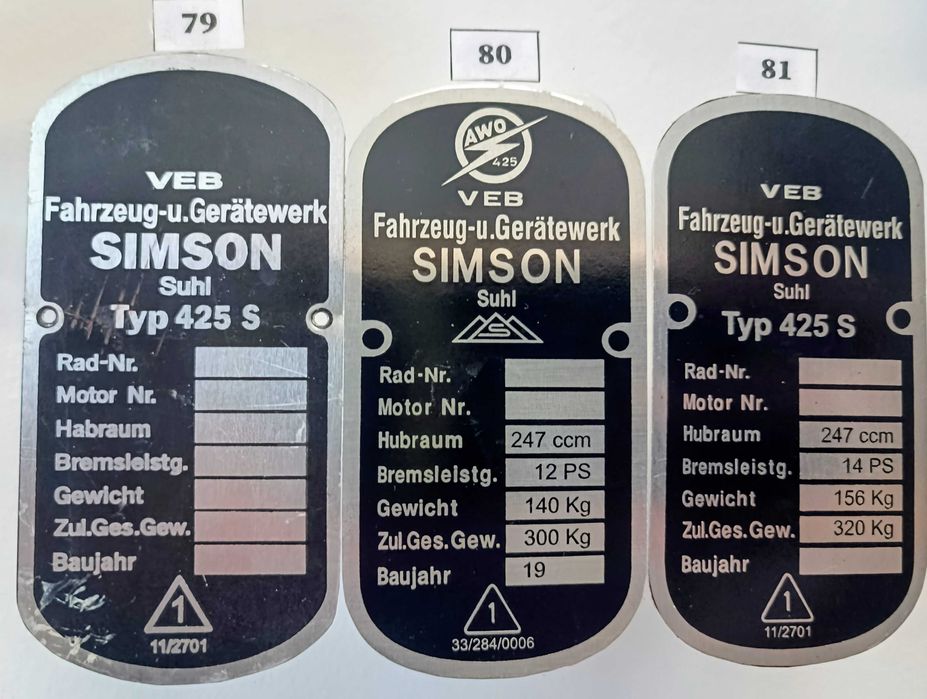 79
VEB
Fahrzeug-u.Gerätewerk
SIMSON
Suhl
Typ 425 S
Rad-Nr.
Motor Nr.
Habraum
Bremsleistg.
Gewicht
Zul.Ges.Gew.
Baujahr
1
11/2701
80
AWO
425
VEB
Fahrzeug-u.Gerätewerk
SIMSON
Suhl
S
Rad-Nr.
Motor Nr.
Hubraum 247 ccm
Bremsleistg. 12 PS
Gewicht 140 Kg
Zul.Ges.Gew. 300 Kg
Baujahr 19
1
33/284/0006
81
VEB
Fahrzeug-u.Gerätewerk
SIMSON
Suhl
Typ 425 S
Rad-Nr.
Motor Nr.
Hubraum 247 ccm
Bremsleistg. 14 PS
Gewicht 156 Kg
Zul.Ges.Gew. 320 Kg
Baujahr
1
11/2701